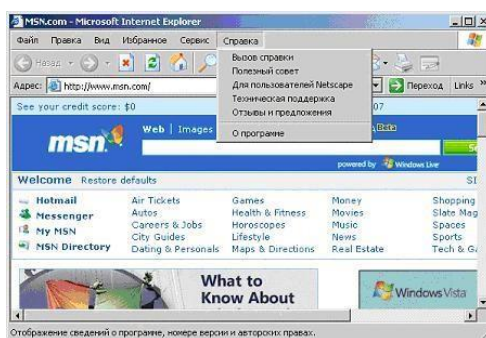 MSN.com - Microsoft Internet Explorer
Файл Правка Вид Избранное Сервис Справка
Назад
Вызов справки
Полезный совет
Для пользователей Netscape
Техническая поддержка
Отзывы и предложения
О программе
Адрес: http://www.msn.com/ Переход Links
See your credit score: $0 07
msn
Web | Images Beta
powered by Windows Live
Welcome Restore defaults
Hotmail Air Tickets Games Money Shopping
Messenger Autos Health & Fitness Movies Slate Mag
My MSN Careers & Jobs Horoscopes Music Spaces
MSN Directory City Guides Lifestyle News Sports
Dating & Personals Maps & Directions Real Estate Tech & Ga
What to
Know About
Windows Vista
Отображение сведений о программе, номере версии и авторских правах.